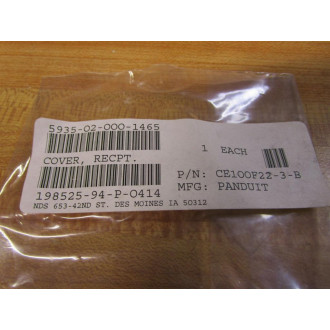 5935-02-000-1465
1 EACH
COVER, RECPT.
P/N: CE100F22-3-B
198525-94-P-0414
MFG: PANDUIT
NDS 653-42ND ST. DES MOINES IA 50312